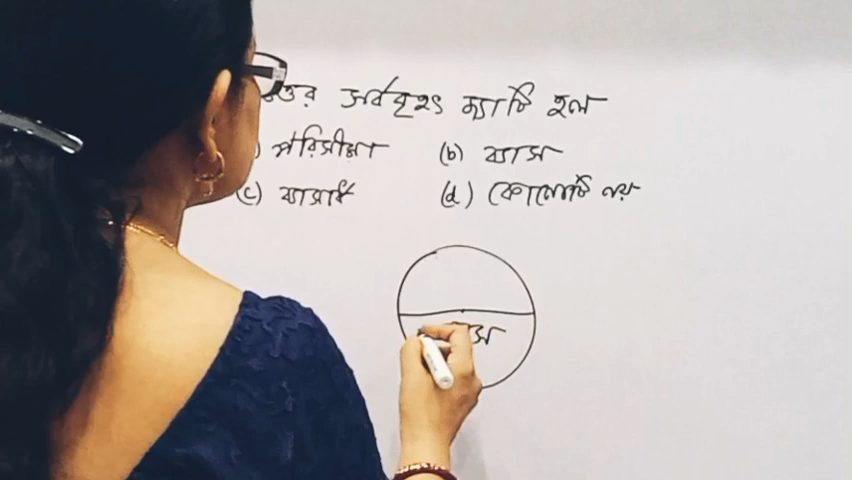 সর্ববৃহৎ জ্যাটি হল
পরিসীমা (b) ব্যাস
(c) ব্যাসার্ধ (d) কোনোটি নয়